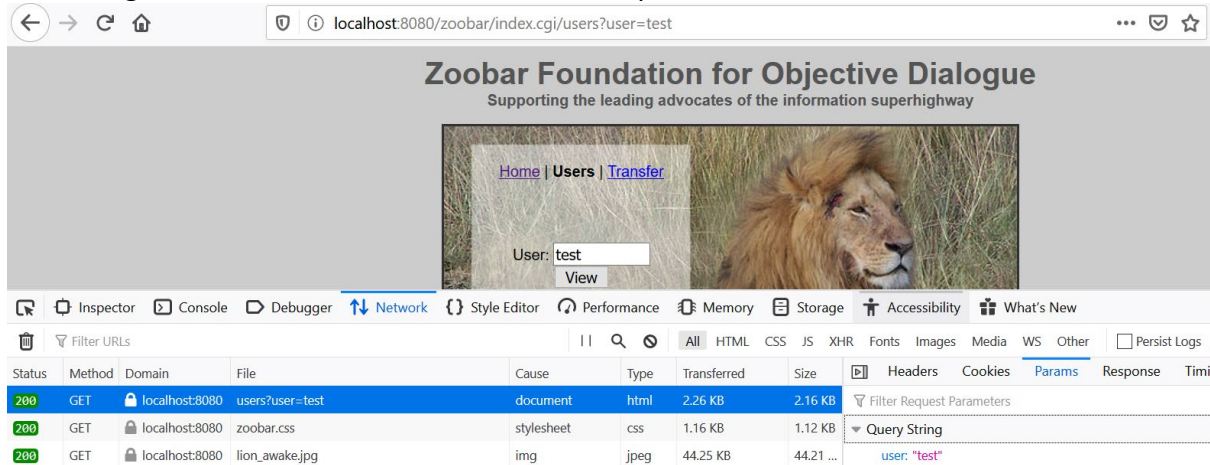 localhost:8080/zoobar/index.cgi/users?user=test
Zoobar Foundation for Objective Dialogue
Supporting the leading advocates of the information superhighway
Home | Users | Transfer
User: test
View
Inspector Console Debugger Network {} Style Editor Performance Memory Storage Accessibility What's New
Filter URLs All HTML CSS JS XHR Fonts Images Media WS Other Persist Logs
Status Method Domain File Cause Type Transferred Size Headers Cookies Params Response Timi
200 GET localhost:8080 users?user=test document html 2.26 KB 2.16 KB Filter Request Parameters
200 GET localhost:8080 zoobar.css stylesheet css 1.16 KB 1.12 KB Query String
200 GET localhost:8080 lion_awake.jpg img jpeg 44.25 KB 44.21 ... user: "test"